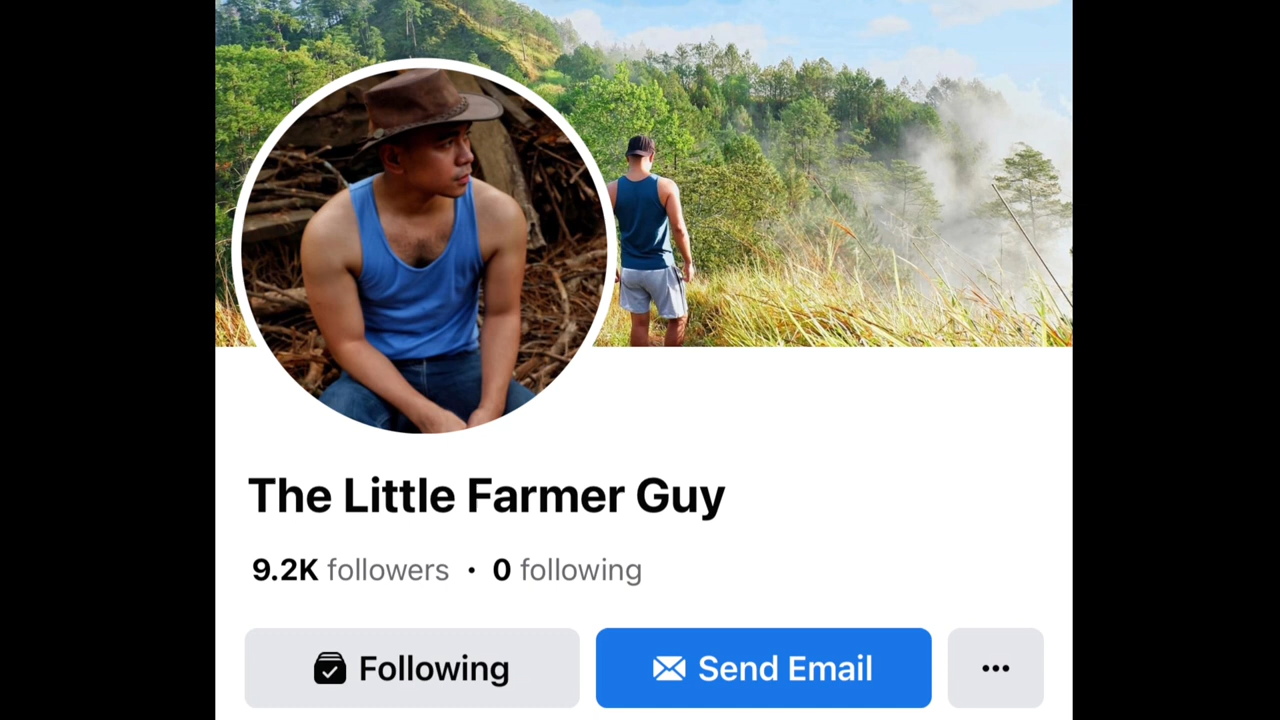 The Little Farmer Guy
9.2K followers • 0 following
Following
Send Email